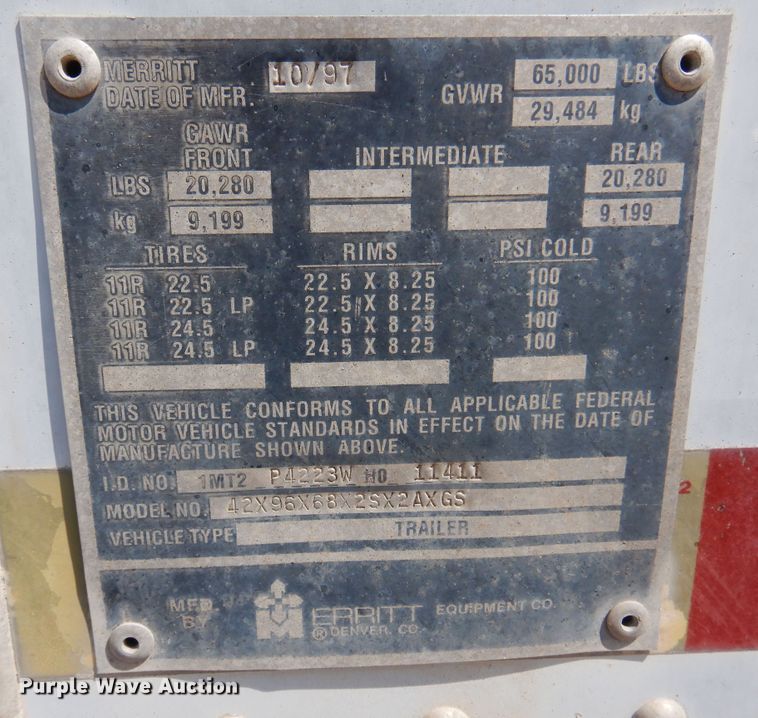 MERRITT
DATE OF MFR. 10/97
GVWR 65,000 LBS
29,484 kg
GAWR
FRONT INTERMEDIATE REAR
LBS 20,280 20,280
kg 9,199 9,199
TIRES RIMS PSI COLD
11R 22.5 22.5 X 8.25 100
11R 22.5 LP 22.5 X 8.25 100
11R 24.5 24.5 X 8.25 100
11R 24.5 LP 24.5 X 8.25 100
THIS VEHICLE CONFORMS TO ALL APPLICABLE FEDERAL
MOTOR VEHICLE STANDARDS IN EFFECT ON THE DATE OF
MANUFACTURE SHOWN ABOVE.
I.D. NO. 1MT2 P4223W H0 11411
MODEL NO. 42X96X68X2SX2AXGS
VEHICLE TYPE TRAILER
MFD. BY MERRITT EQUIPMENT CO.
® DENVER, CO.
2
Purple Wave Auction